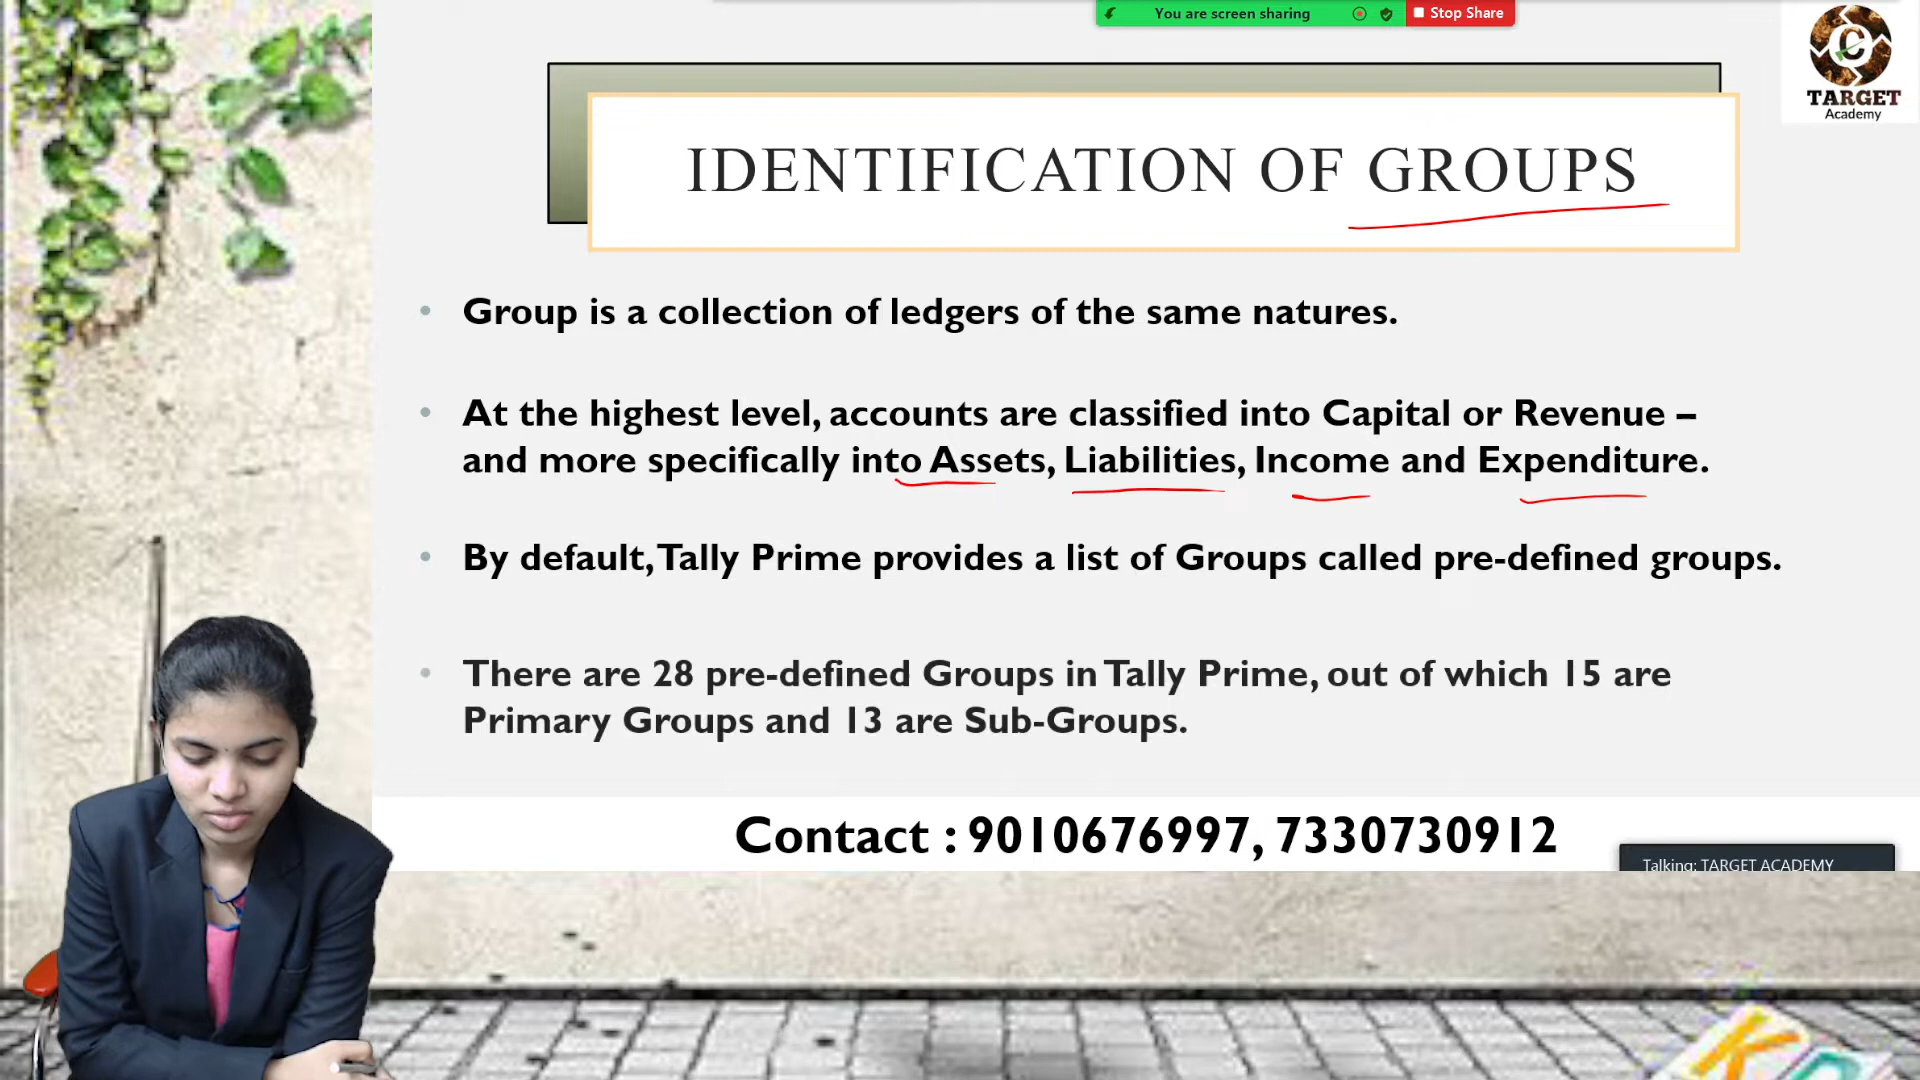 You are screen sharing
Stop Share
TARGET
Academy
IDENTIFICATION OF GROUPS
• Group is a collection of ledgers of the same natures.
• At the highest level, accounts are classified into Capital or Revenue –
and more specifically into Assets, Liabilities, Income and Expenditure.
• By default, Tally Prime provides a list of Groups called pre-defined groups.
• There are 28 pre-defined Groups in Tally Prime, out of which 15 are
Primary Groups and 13 are Sub-Groups.
Contact : 9010676997, 7330730912
Talking: TARGET ACADEMY